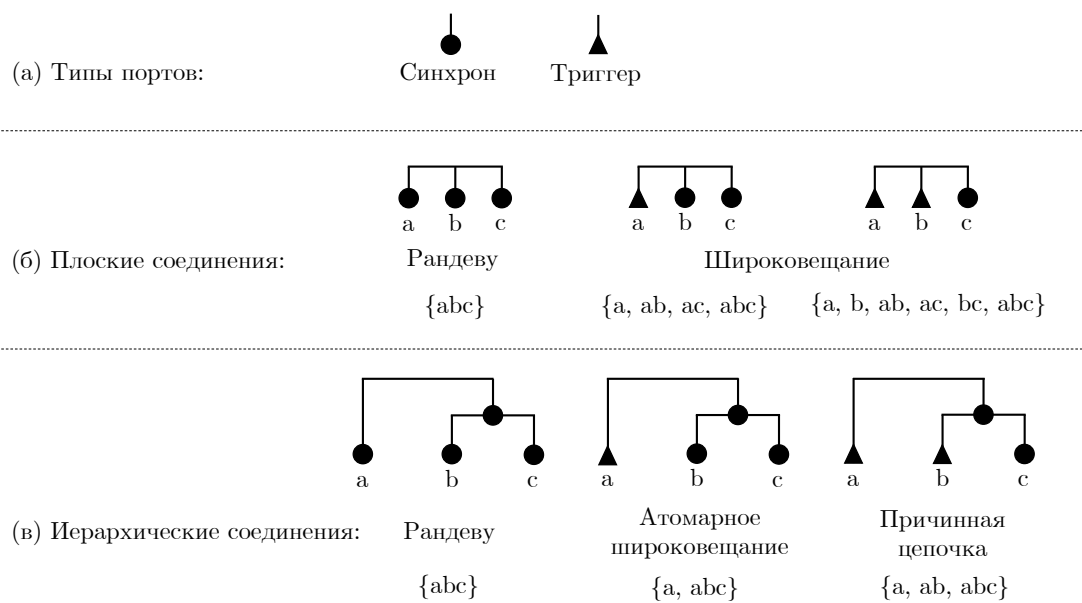 (а) Типы портов:
Синхрон
Триггер
a b c
a b c
a b c
(б) Плоские соединения:
Рандеву
Широковещание
{abc}
{a, ab, ac, abc}
{a, b, ab, ac, bc, abc}
a b c
a b c
a b c
(в) Иерархические соединения:
Рандеву
Атомарное
широковещание
Причинная
цепочка
{abc}
{a, abc}
{a, ab, abc}